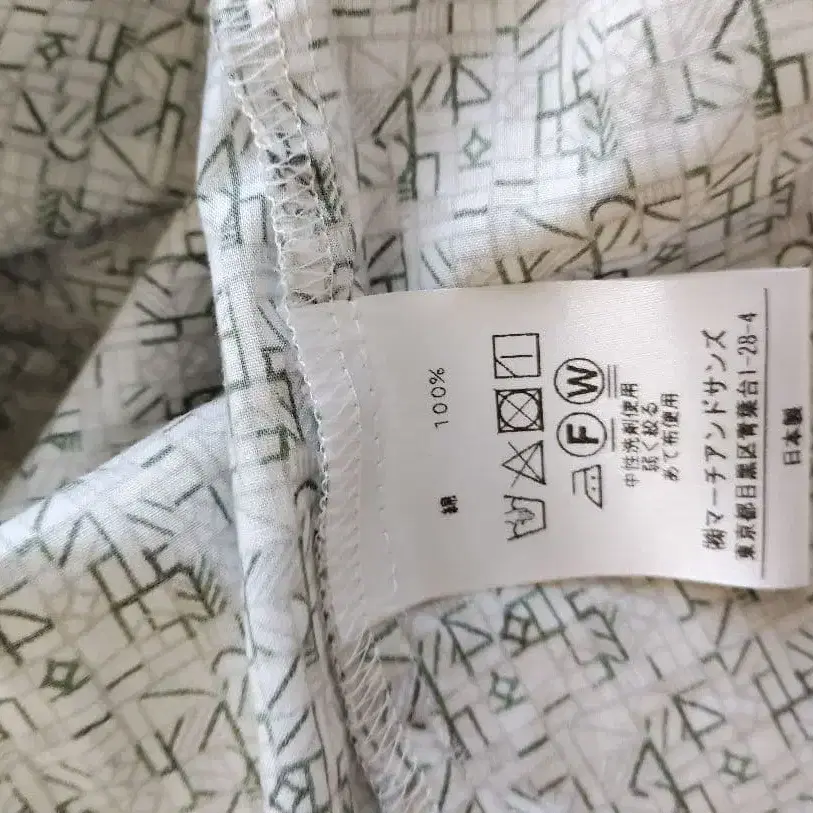 綿 100%
F W
中性洗剤使用
弱く絞る
あて布使用
㈱マーチアンドサンズ
東京都目黒区青葉台1-28-4
日本製